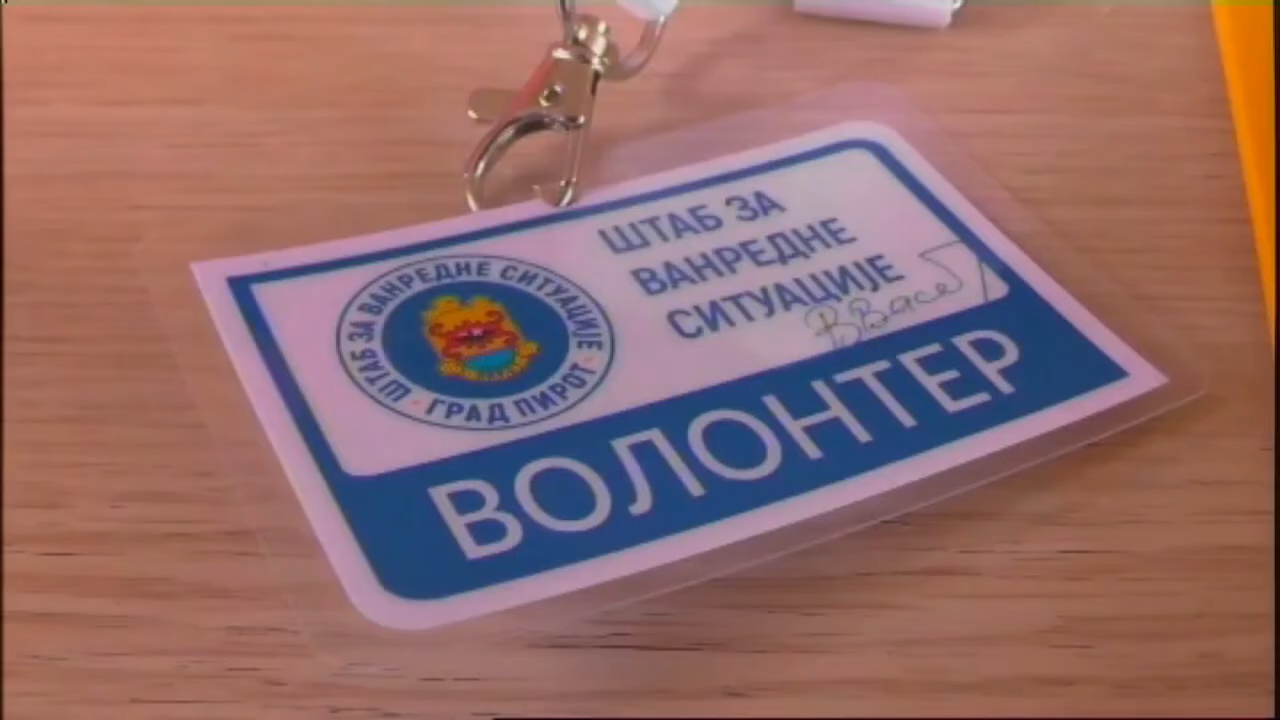 ШТАБ ЗА ВАНРЕДНЕ СИТУАЦИЈЕ
ГРАД ПИРОТ
ШТАБ ЗА
ВАНРЕДНЕ
СИТУАЦИЈЕ
ВОЛОНТЕР